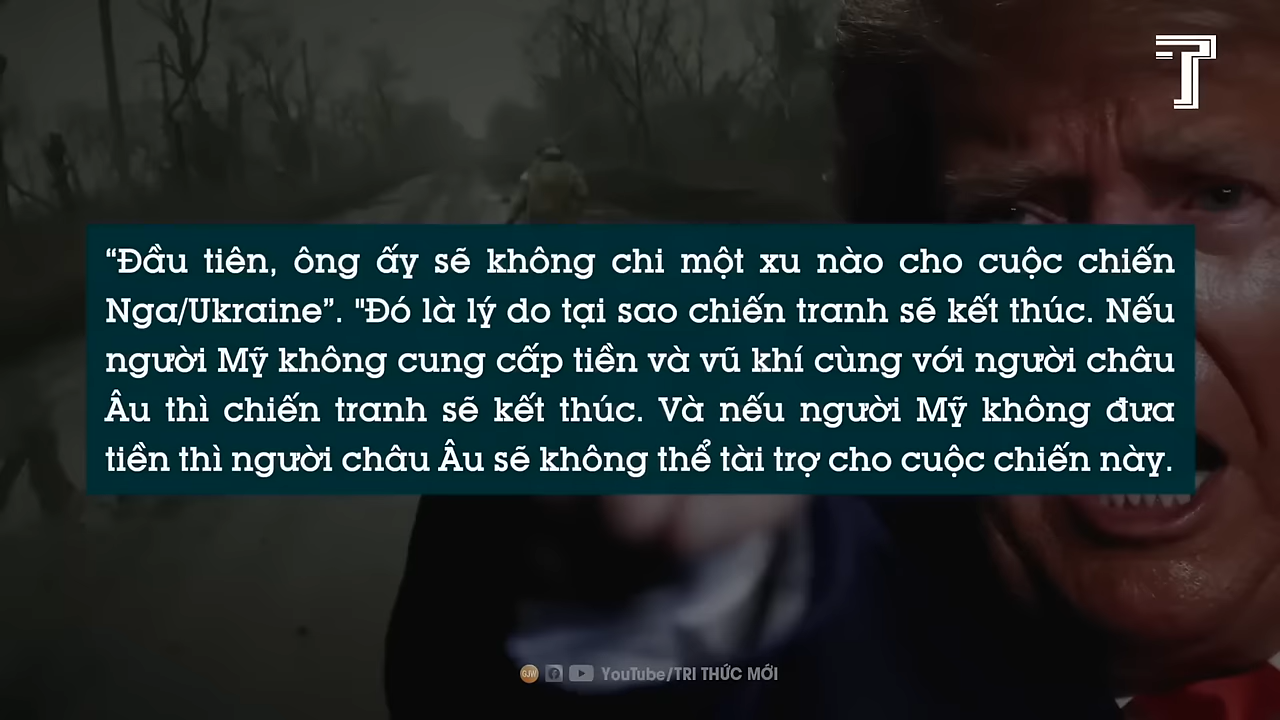 “Đầu tiên, ông ấy sẽ không chi một xu nào cho cuộc chiến
Nga/Ukraine”. "Đó là lý do tại sao chiến tranh sẽ kết thúc. Nếu
người Mỹ không cung cấp tiền và vũ khí cùng với người châu
Âu thì chiến tranh sẽ kết thúc. Và nếu người Mỹ không đưa
tiền thì người châu Âu sẽ không thể tài trợ cho cuộc chiến này.
GJW YouTube/TRI THỨC MỚI